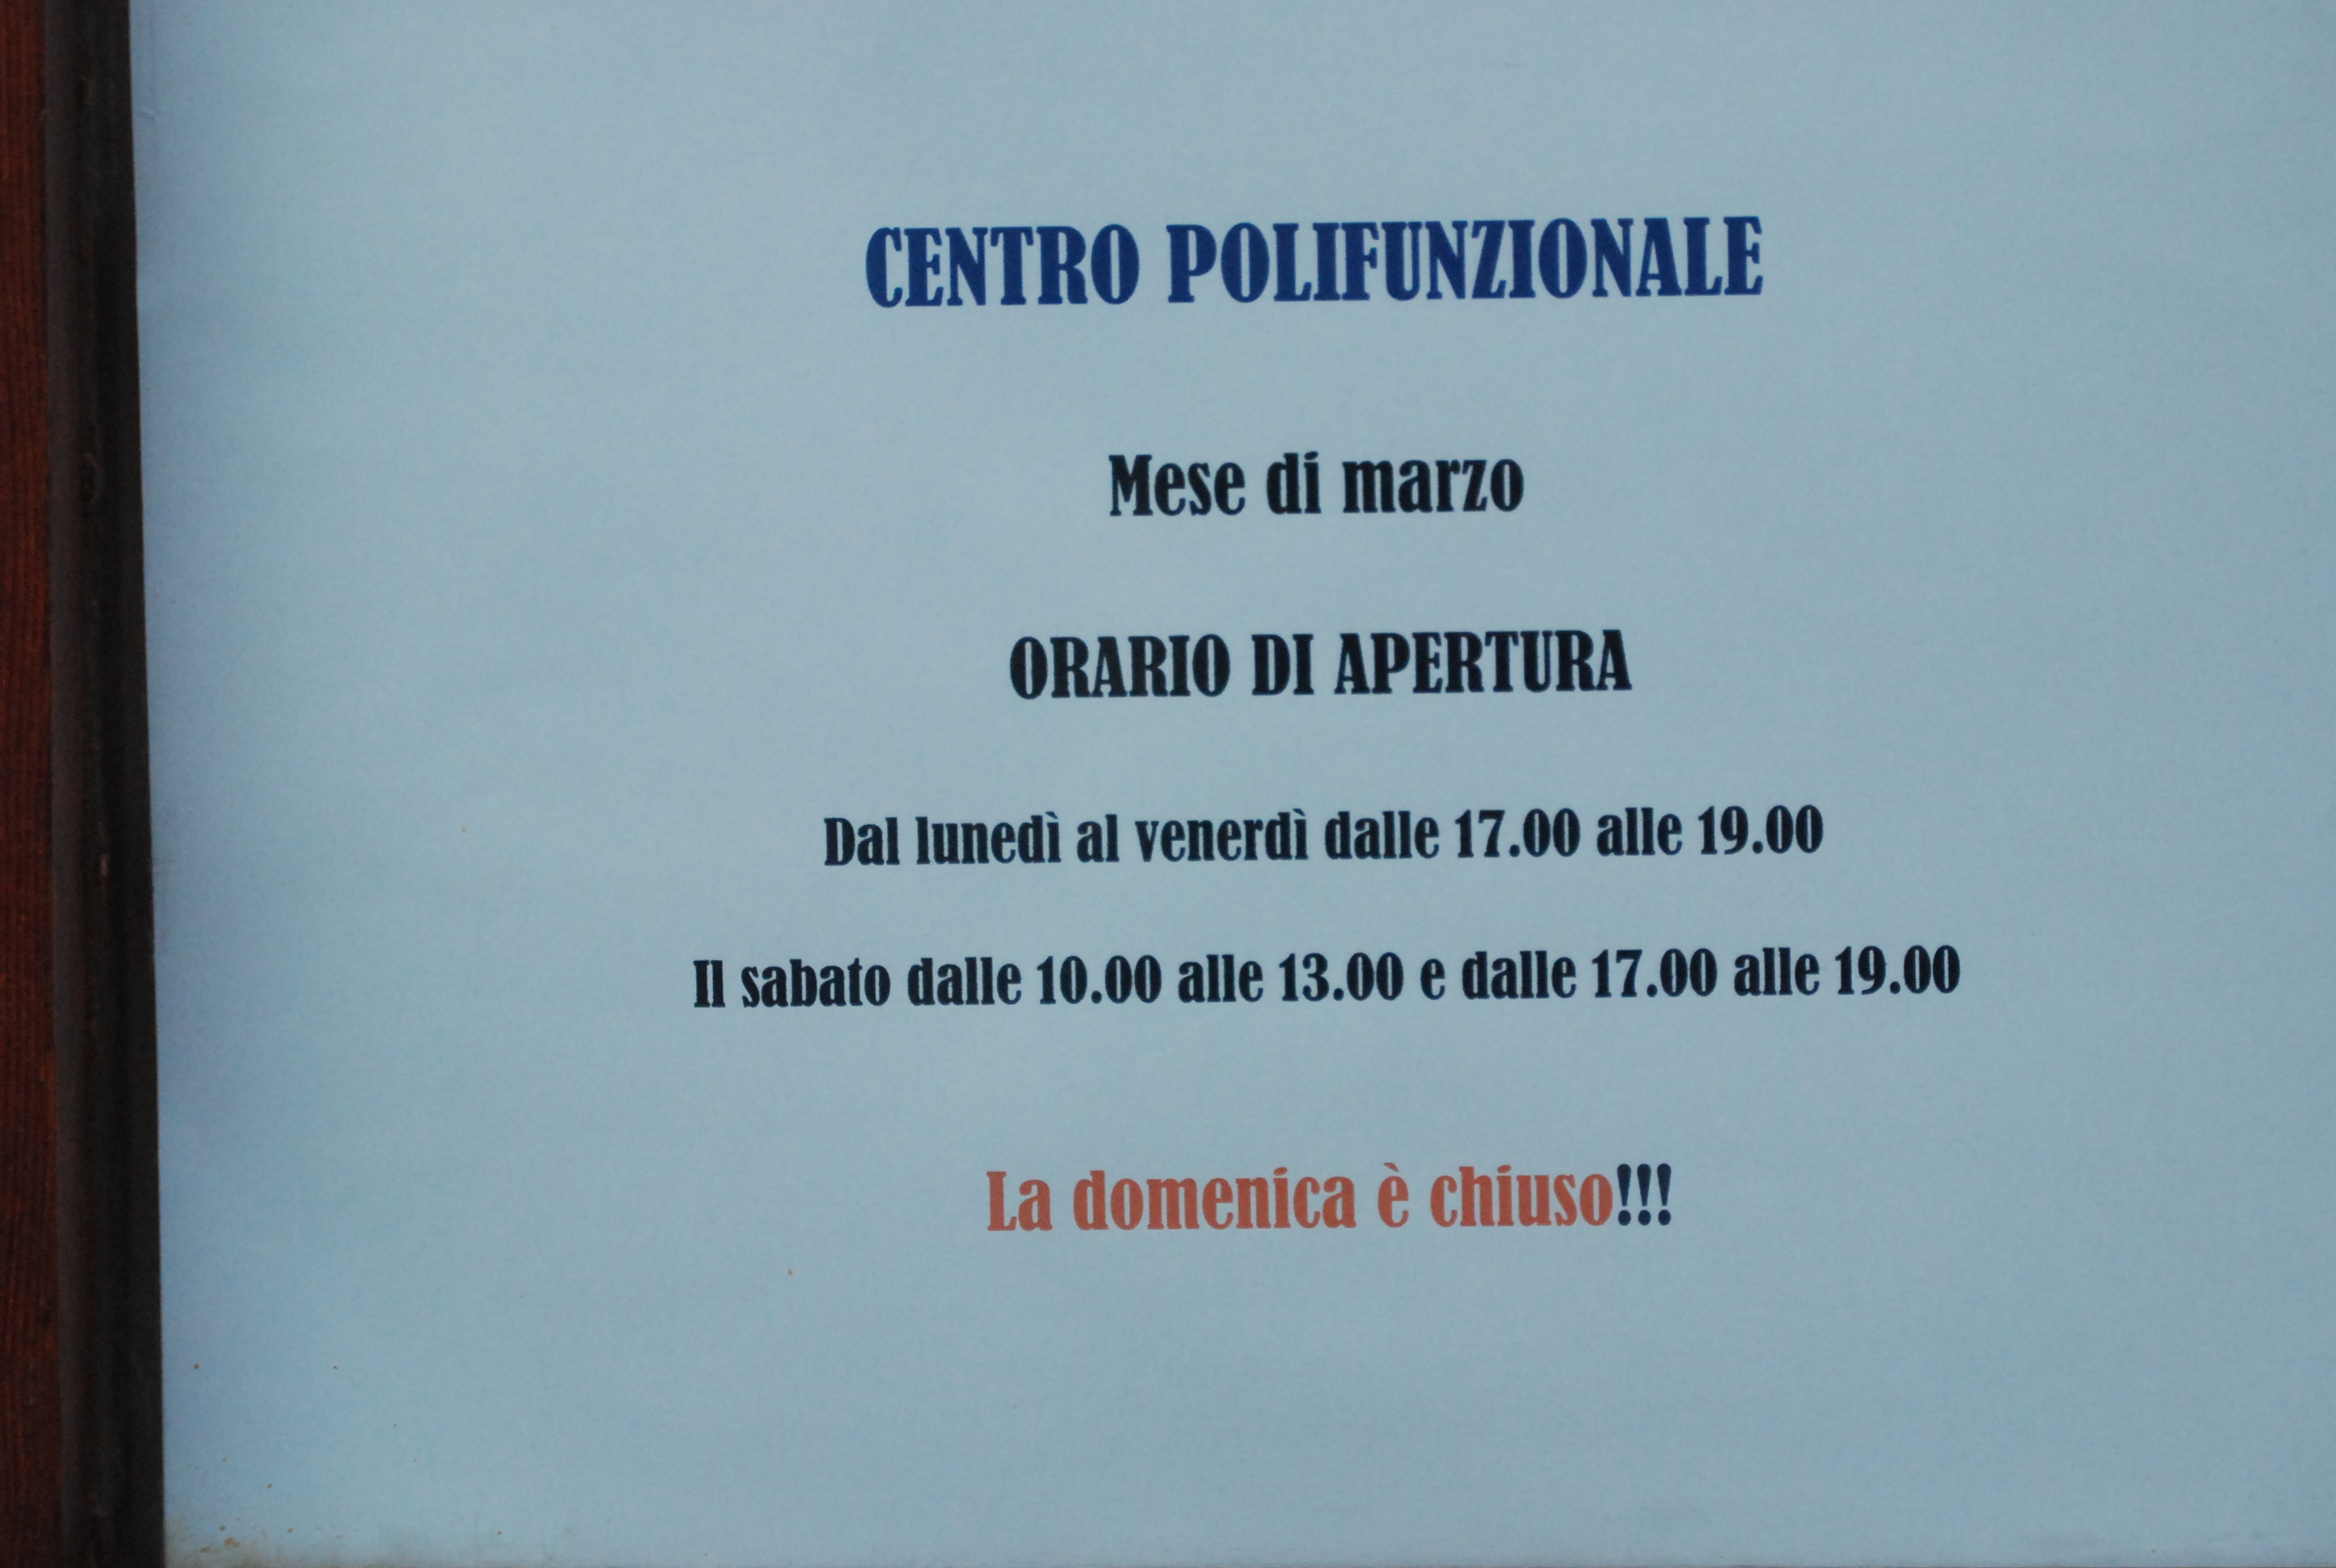 CENTRO POLIFUNZIONALE
Mese di marzo
ORARIO DI APERTURA
Dal lunedì al venerdì dalle 17.00 alle 19.00
Il sabato dalle 10.00 alle 13.00 e dalle 17.00 alle 19.00
La domenica è chiuso!!!